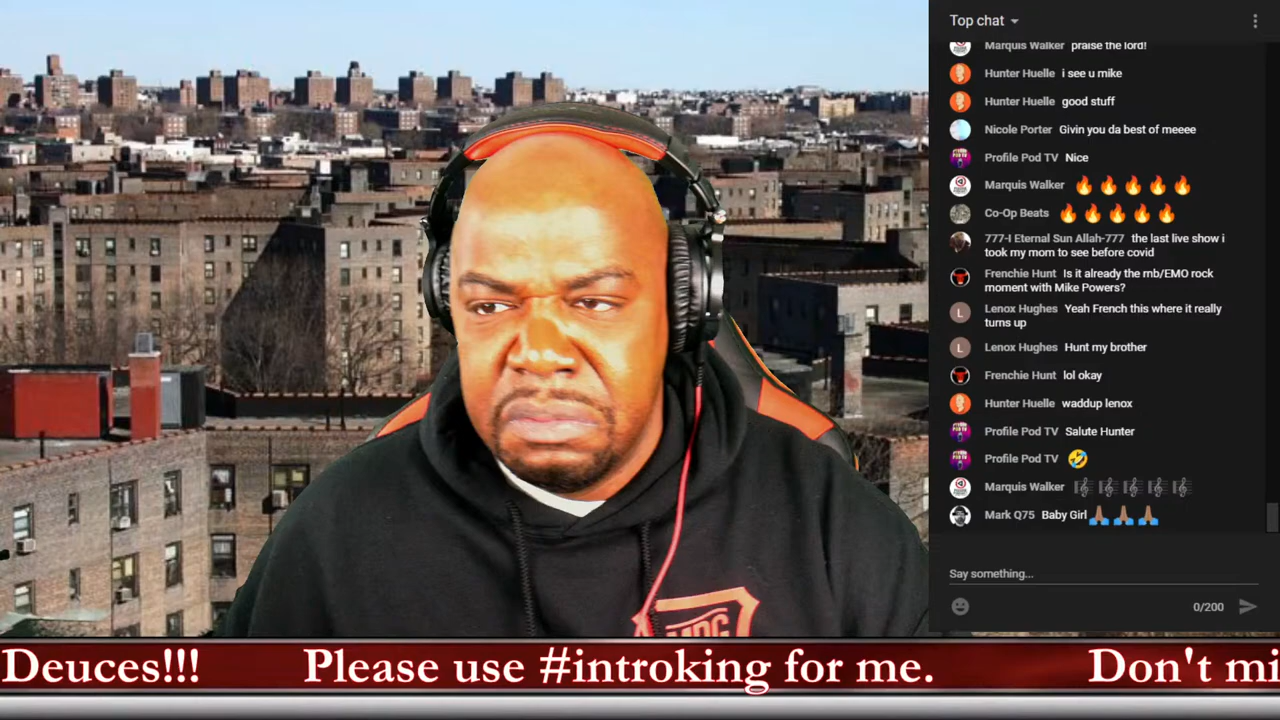 Top chat
Marquis Walker praise the lord!
Hunter Huelle i see u mike
Hunter Huelle good stuff
Nicole Porter Givin you da best of meeee
Profile Pod TV Nice
Marquis Walker 🔥🔥🔥🔥🔥
Co-Op Beats 🔥🔥🔥🔥🔥
777-I Eternal Sun Allah-777 the last live show i
took my mom to see before covid
Frenchie Hunt Is it already the rnb/EMO rock
moment with Mike Powers?
Lenox Hughes Yeah French this where it really
turns up
Lenox Hughes Hunt my brother
Frenchie Hunt lol okay
Hunter Huelle waddup lenox
Profile Pod TV Salute Hunter
Profile Pod TV 🤣
Marquis Walker 🎼🎼🎼🎼🎼
Mark Q75 Baby Girl 🙏🏽🙏🏽🙏🏽
Say something...
0/200
Deuces!!! Please use #introking for me. Don't mi